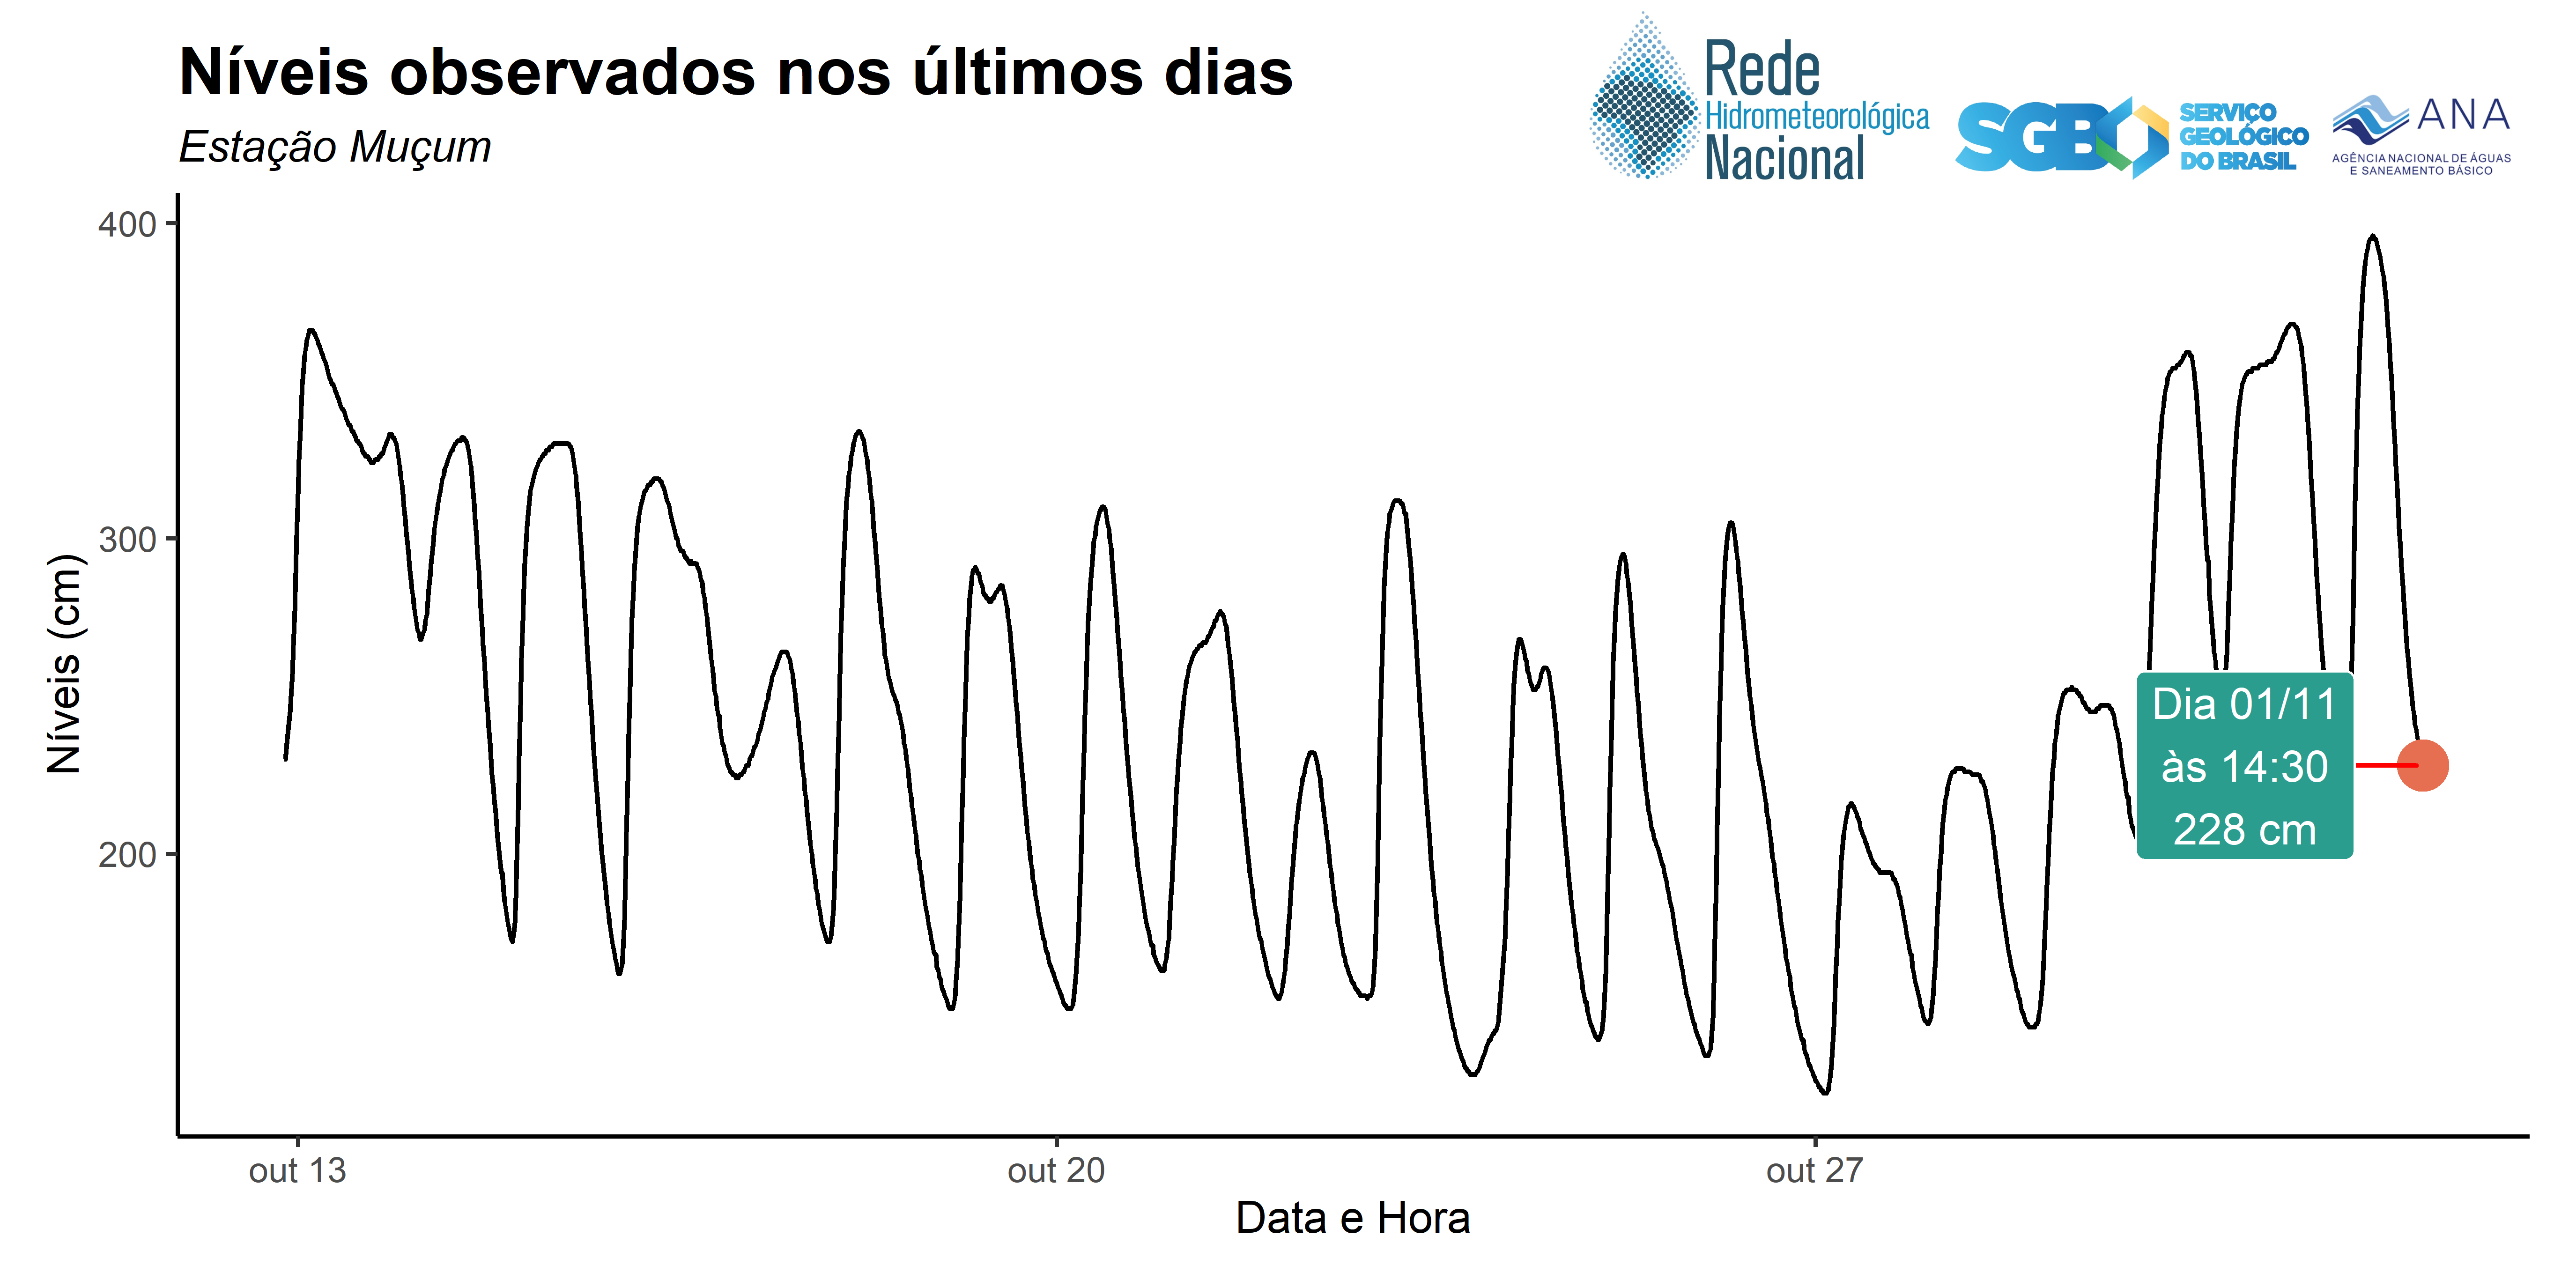 Níveis observados nos últimos dias
Estação Muçum
Rede
Hidrometeorológica
Nacional
SGB
SERVIÇO
GEOLÓGICO
DO BRASIL
ANA
AGÊNCIA NACIONAL DE ÁGUAS
E SANEAMENTO BÁSICO
Níveis (cm)
400
300
200
Dia 01/11
às 14:30
228 cm
out 13
out 20
out 27
Data e Hora